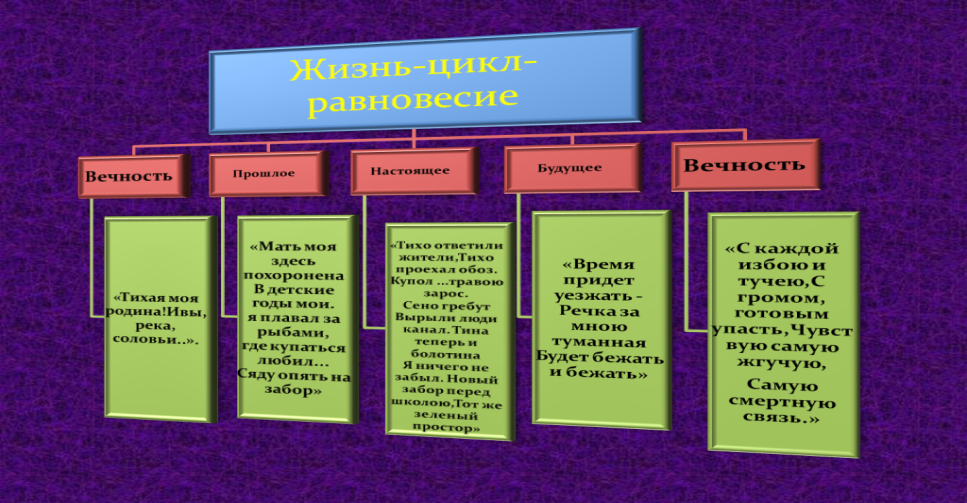 Жизнь-цикл-
равновесие
Вечность
Прошлое
Настоящее
Будущее
Вечность
«Тихая моя
родина!Ивы,
река,
соловьи..».
«Мать моя
здесь
похоронена
В детские
годы мои.
я плавал за
рыбами,
где купаться
любил...
Сяду опять на
забор»
«Тихо ответили
жители,Тихо
проехал обоз.
Купол ...травою
зарос.
Сено гребут
Вырыли люди
канал. Тина
теперь и
болотина
Я ничего не
забыл. Новый
забор перед
школою,Тот же
зеленый
простор»
«Время
придет
уезжать -
Речка за
мною
туманная
Будет бежать
и бежать»
«С каждой
избою и
тучею,С
громом,
готовым
упасть,Чувст
вую самую
жгучую,
Самую
смертную
связь.»